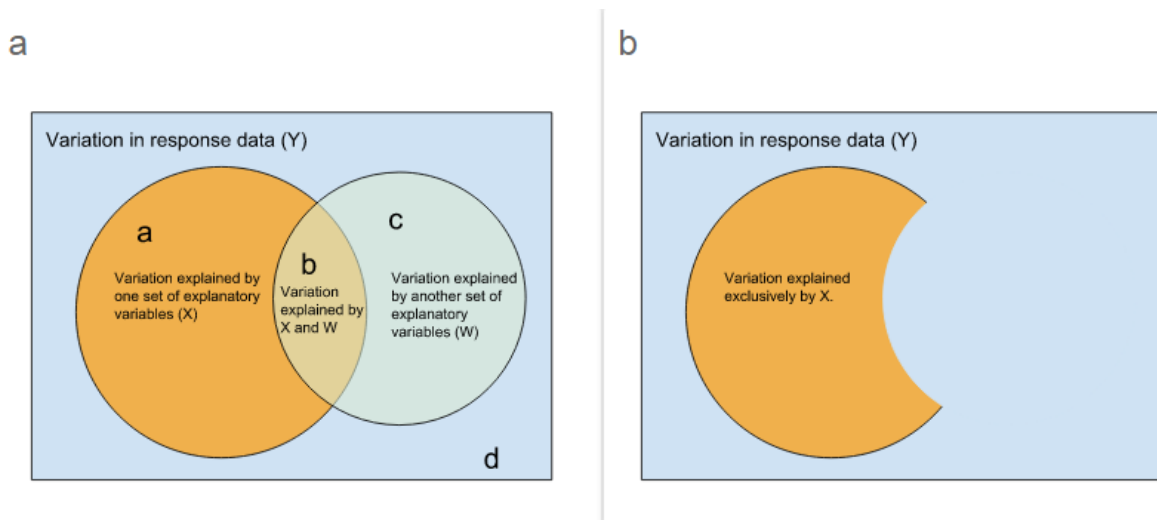 a
b
Variation in response data (Y)
a
Variation explained by
one set of explanatory
variables (X)
b
Variation
explained by
X and W
c
Variation explained
by another set of
explanatory
variables (W)
d
Variation in response data (Y)
Variation explained
exclusively by X.